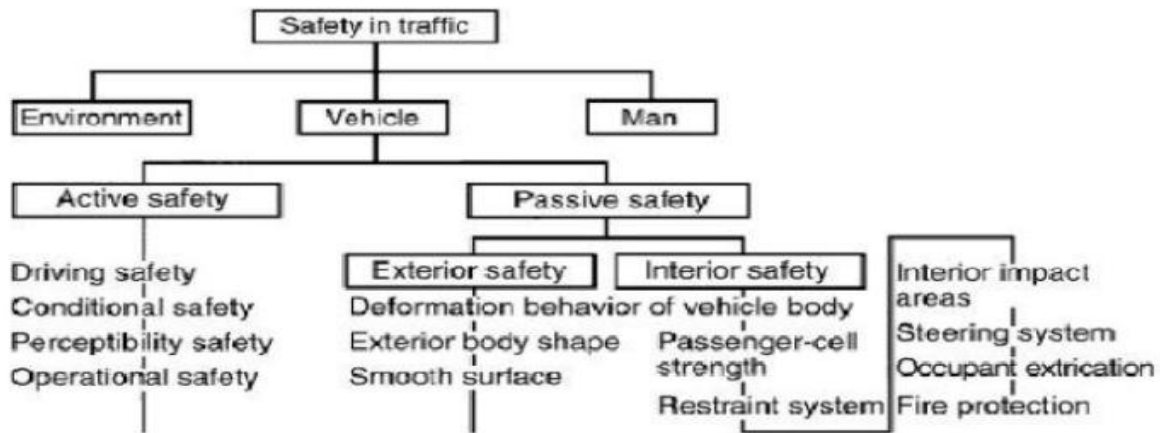 Safety in traffic
Environment
Vehicle
Man
Active safety
Passive safety
Driving safety
Conditional safety
Perceptibility safety
Operational safety
Exterior safety
Interior safety
Deformation behavior of vehicle body
Exterior body shape
Smooth surface
Passenger-cell
strength
Restraint system
Interior impact
areas
Steering system
Occupant extrication
Fire protection